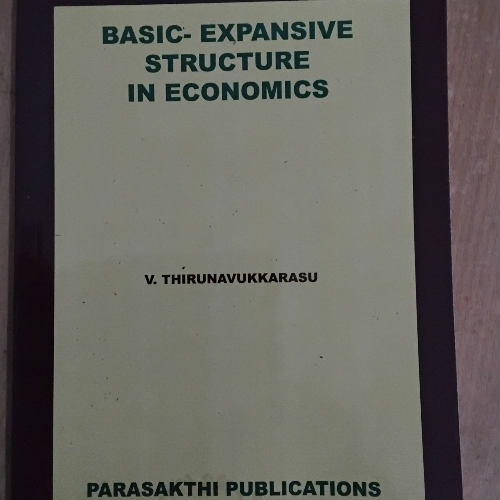 BASIC- EXPANSIVE
STRUCTURE
IN ECONOMICS
V. THIRUNAVUKKARASU
PARASAKTHI PUBLICATIONS